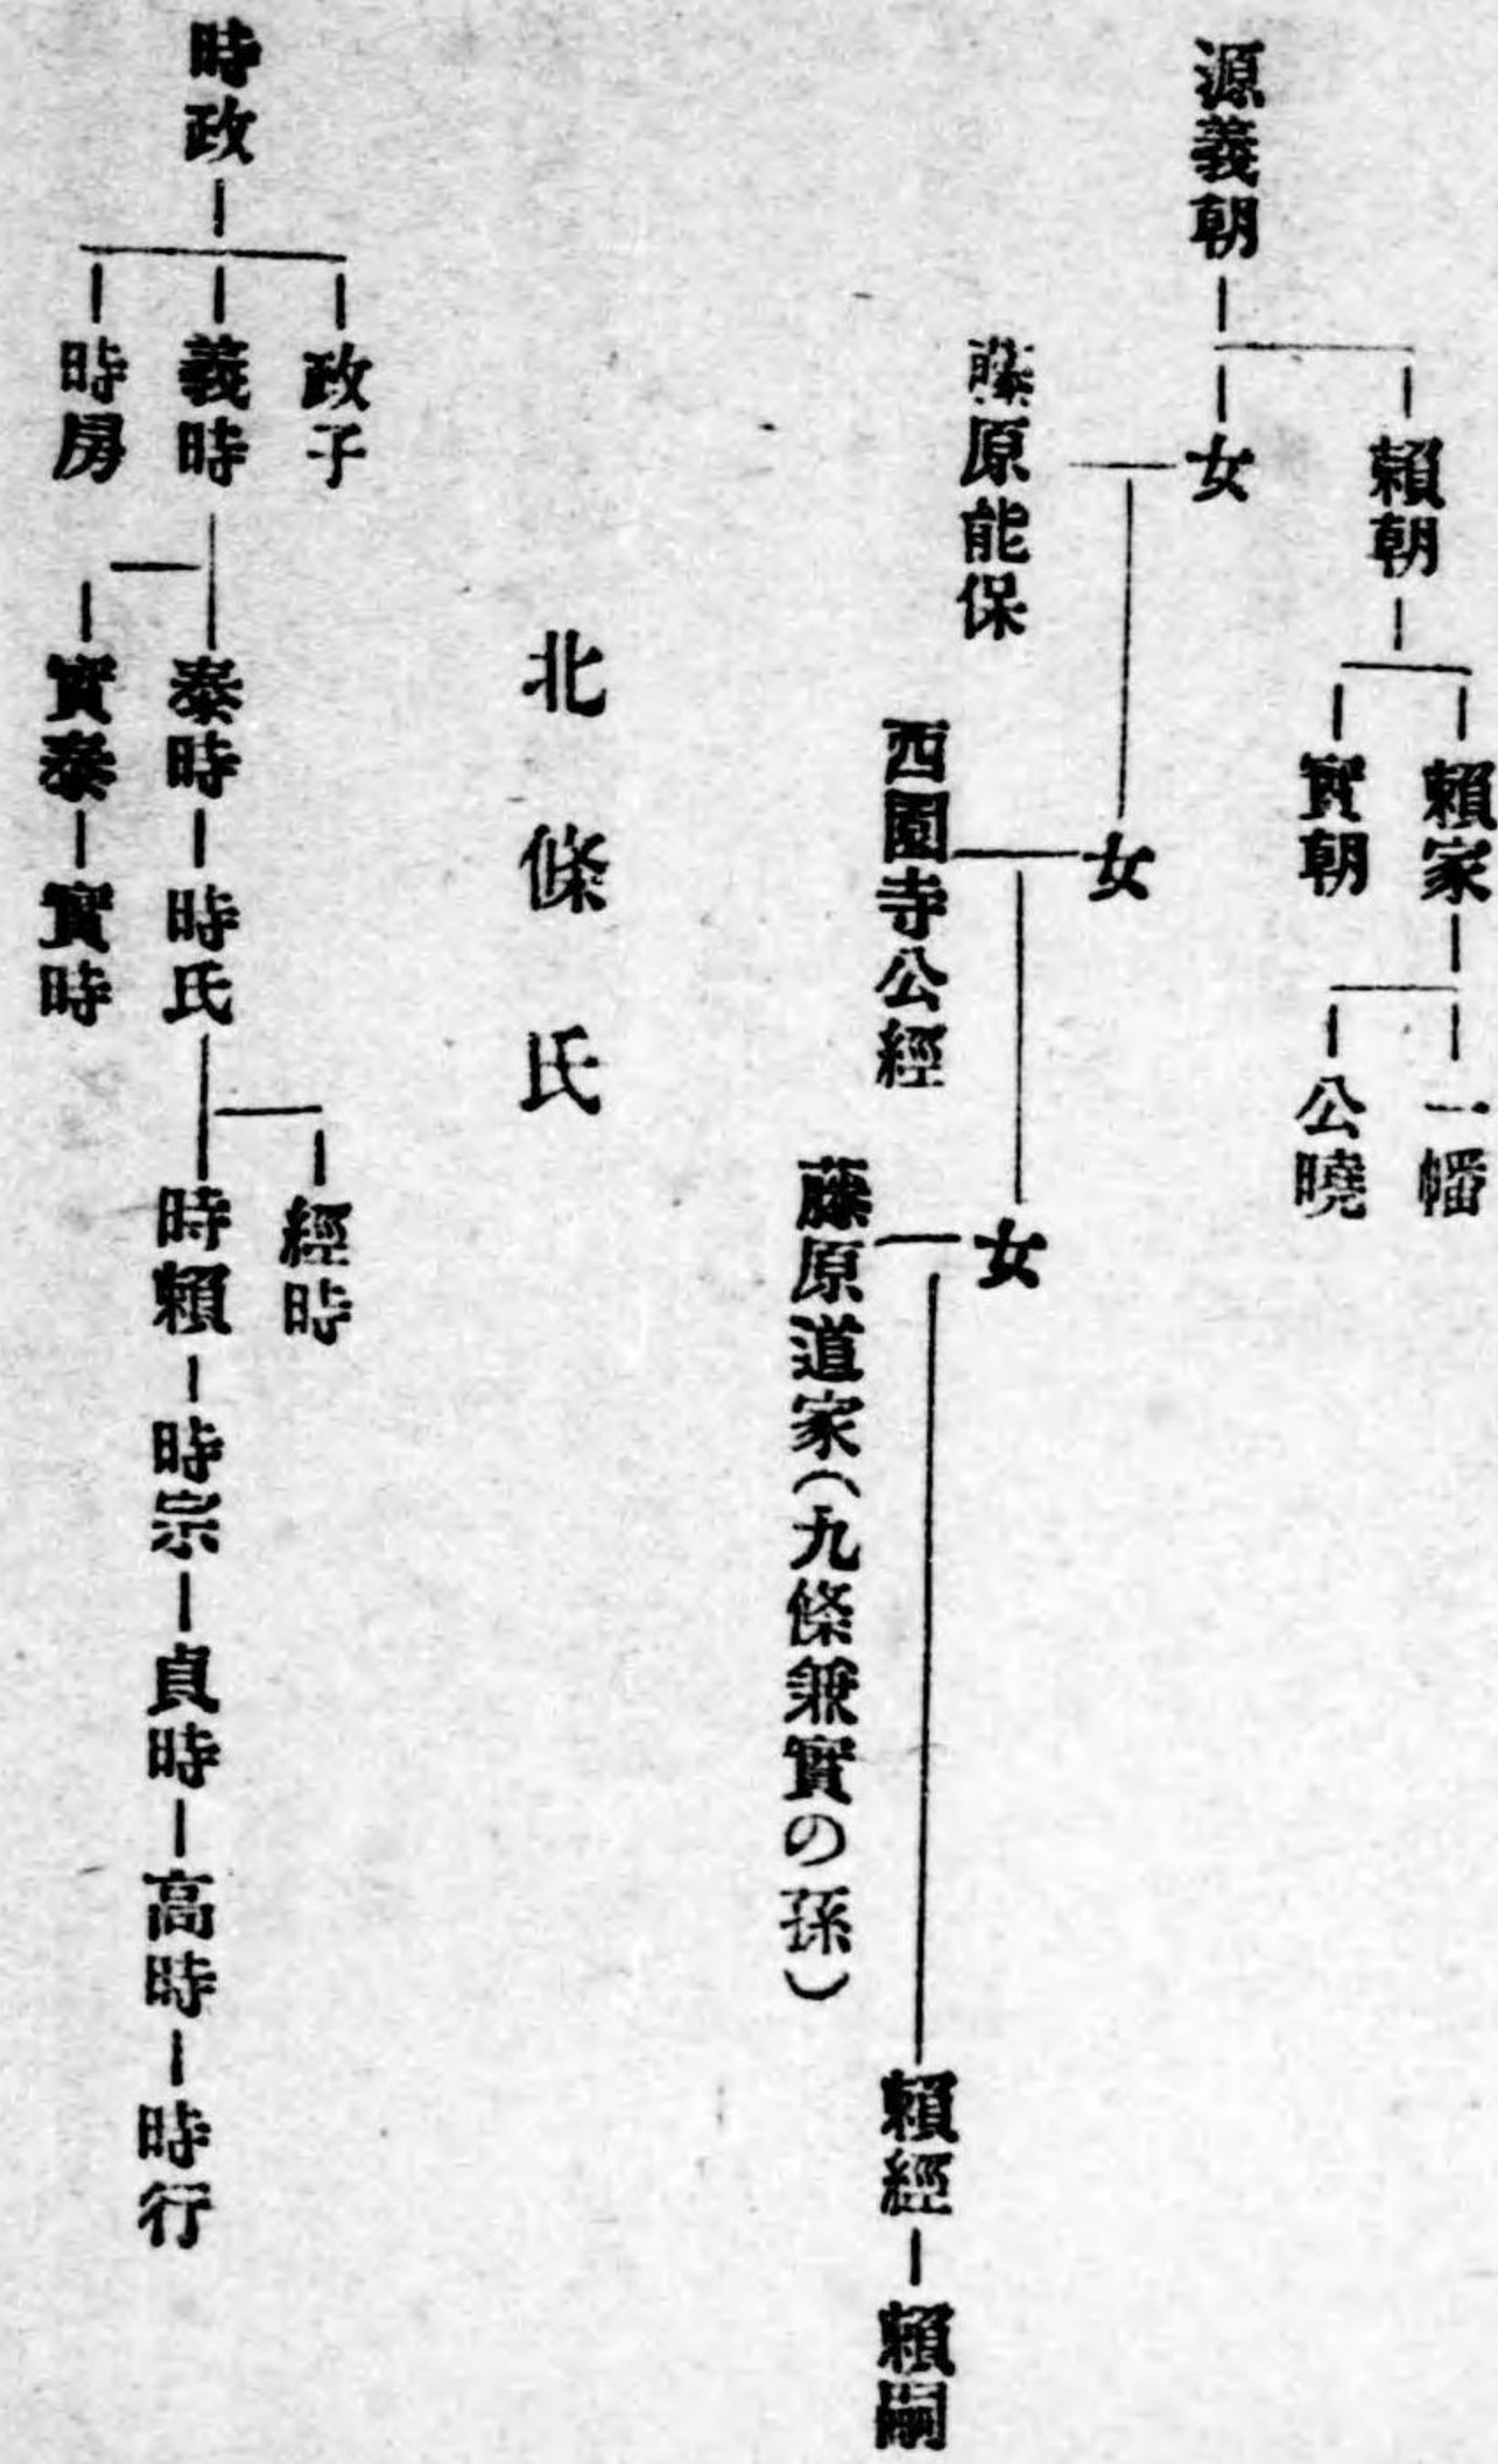 源義朝
頼朝
頼家
一幡
公曉
實朝
女
藤原能保
女
西園寺公經
女
藤原道家(九條兼實の孫)
頼經
頼嗣
北條氏
時政
政子
義時
時房
泰時
時氏
經時
時頼
時宗
貞時
高時
時行
實泰
實時